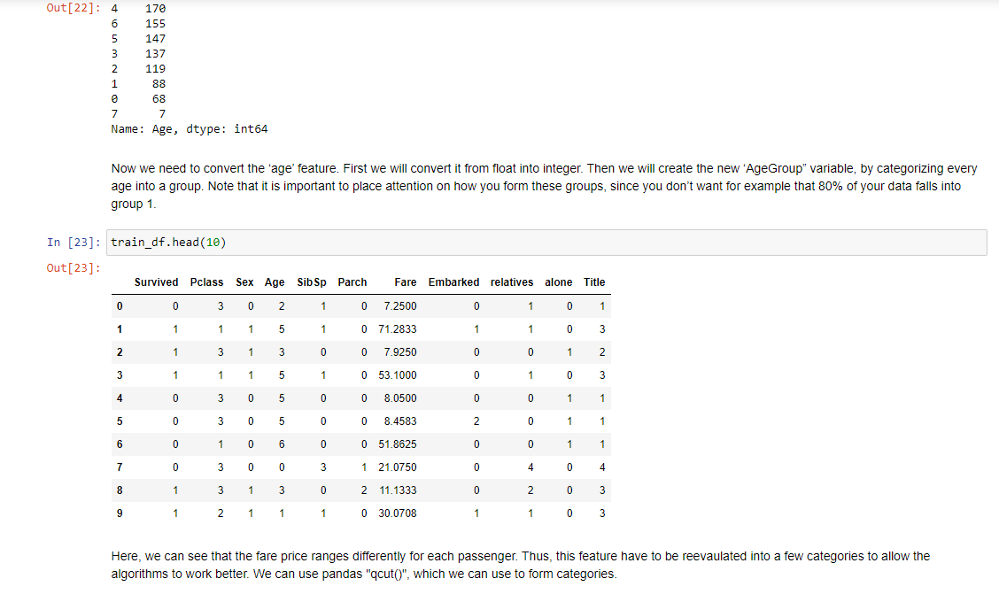 Out[22]: 4 170
6 155
5 147
3 137
2 119
1 88
0 68
7 7
Name: Age, dtype: int64
Now we need to convert the ‘age’ feature. First we will convert it from float into integer. Then we will create the new ‘AgeGroup” variable, by categorizing every
age into a group. Note that it is important to place attention on how you form these groups, since you don’t want for example that 80% of your data falls into
group 1.
In [23]: train_df.head(10)
Out[23]:
Survived Pclass Sex Age SibSp Parch Fare Embarked relatives alone Title
0 0 3 0 2 1 0 7.2500 0 1 0 1
1 1 1 1 5 1 0 71.2833 1 1 0 3
2 1 3 1 3 0 0 7.9250 0 0 1 2
3 1 1 1 5 1 0 53.1000 0 1 0 3
4 0 3 0 5 0 0 8.0500 0 0 1 1
5 0 3 0 5 0 0 8.4583 2 0 1 1
6 0 1 0 6 0 0 51.8625 0 0 1 1
7 0 3 0 0 3 1 21.0750 0 4 0 4
8 1 3 1 3 0 2 11.1333 0 2 0 3
9 1 2 1 1 1 0 30.0708 1 1 0 3
Here, we can see that the fare price ranges differently for each passenger. Thus, this feature have to be reevaulated into a few categories to allow the
algorithms to work better. We can use pandas "qcut()", which we can use to form categories.